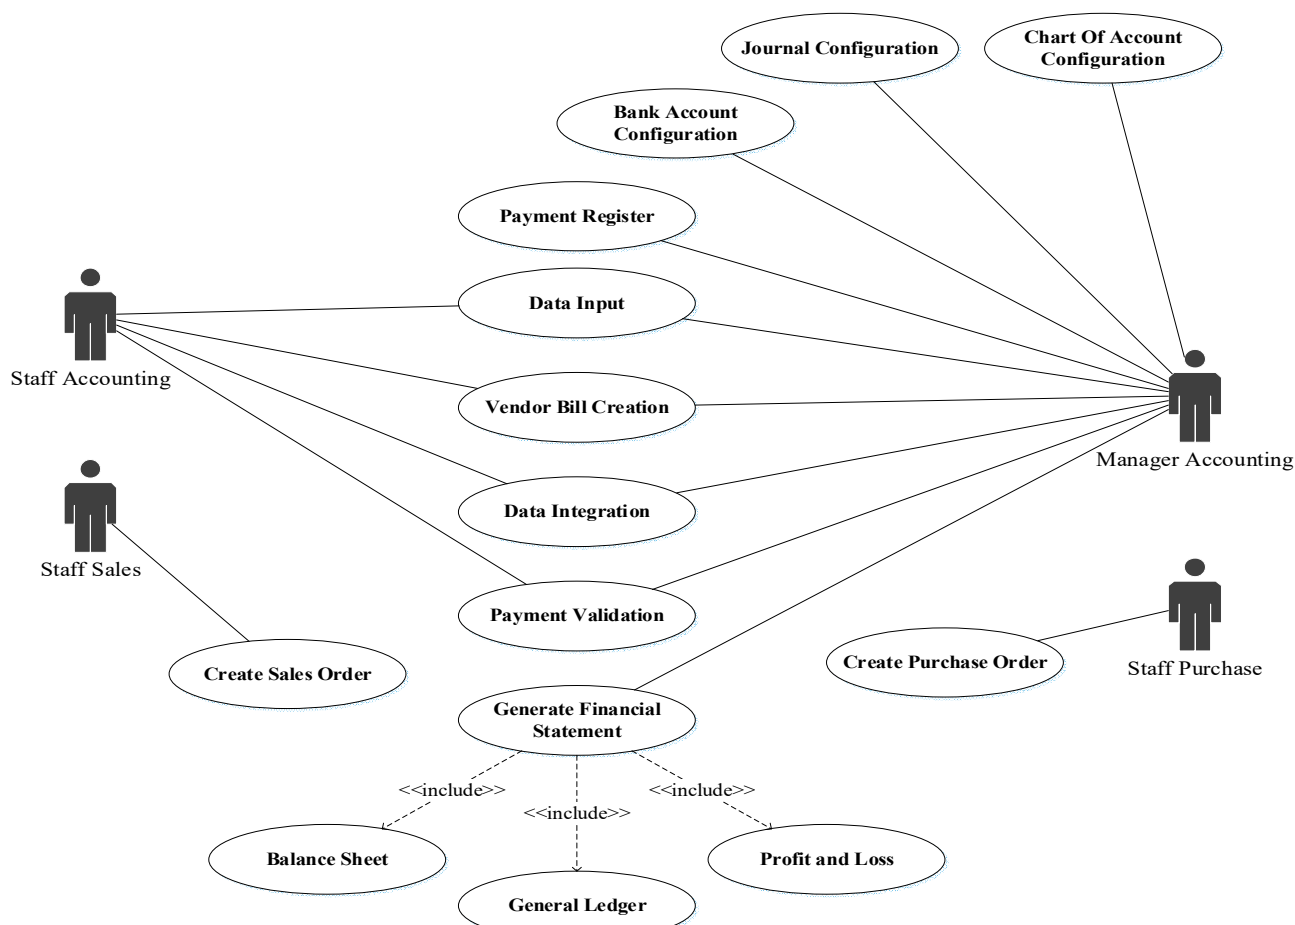 Journal Configuration
Chart Of Account
Configuration
Bank Account
Configuration
Payment Register
Data Input
Staff Accounting
Vendor Bill Creation
Manager Accounting
Data Integration
Staff Sales
Payment Validation
Create Sales Order
Create Purchase Order
Staff Purchase
Generate Financial
Statement
<<include>>
<<include>>
<<include>>
Balance Sheet
Profit and Loss
General Ledger